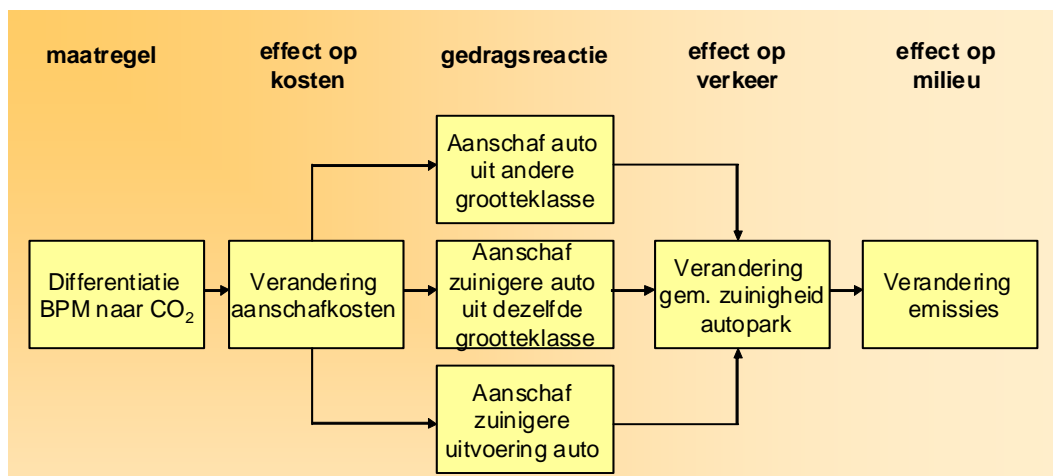 maatregel
effect op
kosten
gedragsreactie
effect op
verkeer
effect op
milieu
Differentiatie
BPM naar CO₂
Verandering
aanschafkosten
Aanschaf auto
uit andere
grootteklasse
Aanschaf
zuinigere auto
uit dezelfde
grootteklasse
Aanschaf
zuinigere
uitvoering auto
Verandering
gem. zuinigheid
autopark
Verandering
emissies